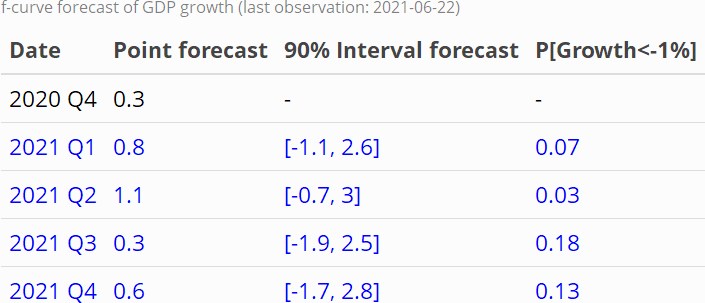 f-curve forecast of GDP growth (last observation: 2021-06-22)
Date Point forecast 90% Interval forecast P[Growth<-1%]
2020 Q4 0.3 - -
2021 Q1 0.8 [-1.1, 2.6] 0.07
2021 Q2 1.1 [-0.7, 3] 0.03
2021 Q3 0.3 [-1.9, 2.5] 0.18
2021 Q4 0.6 [-1.7, 2.8] 0.13